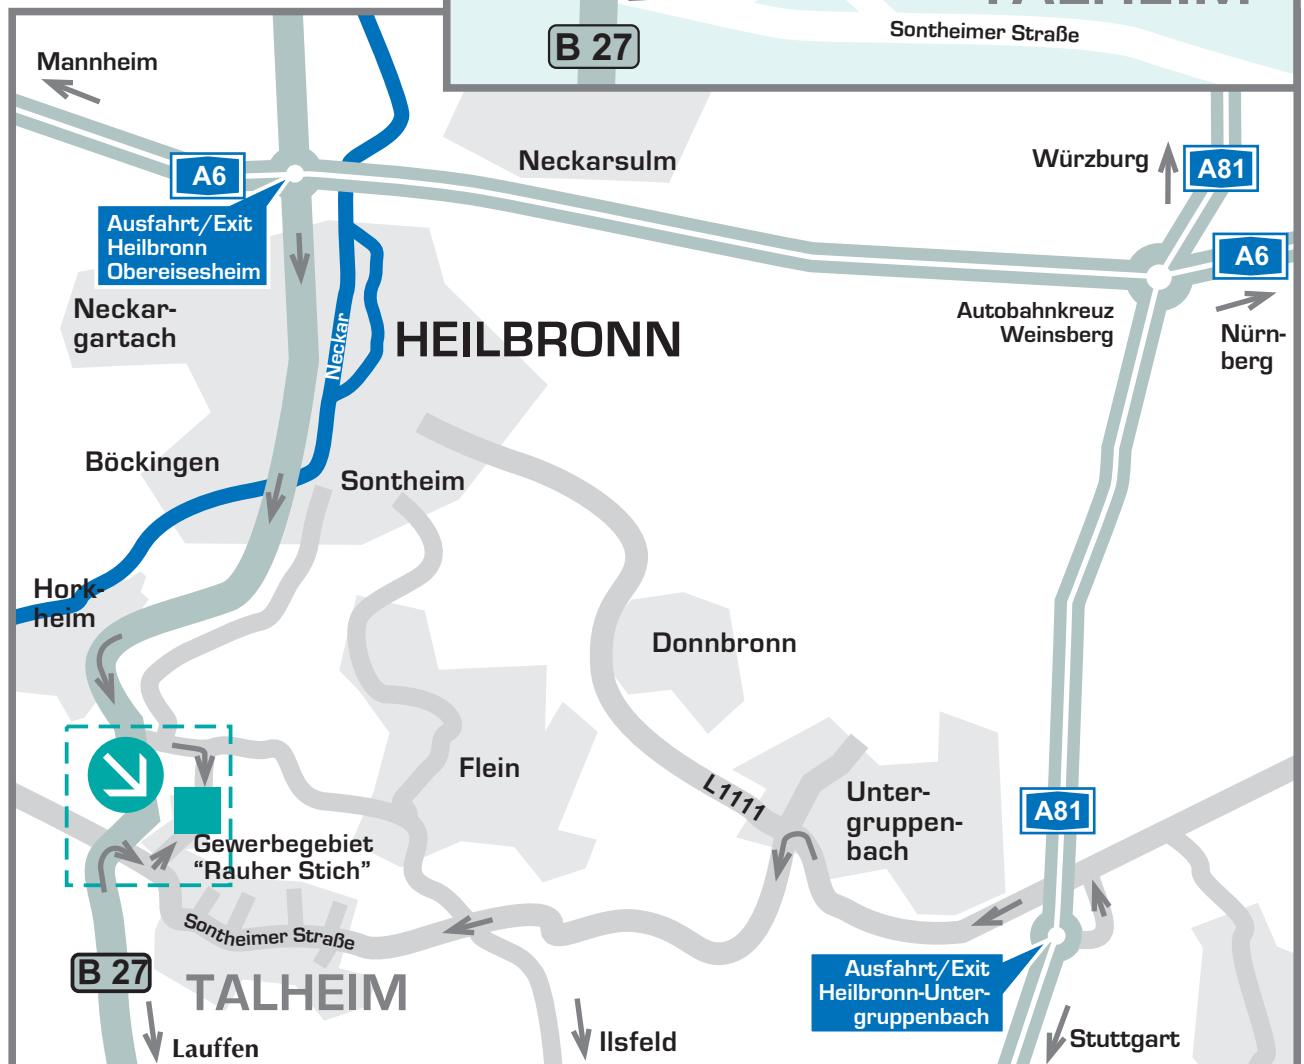 TALHEIM
Sontheimer Straße
B 27
Mannheim
Neckarsulm
Würzburg
A81
A6
Ausfahrt/Exit
Heilbronn
Obereisesheim
A6
Neckar-
gartach
Neckar
HEILBRONN
Autobahnkreuz
Weinsberg
Nürn-
berg
Böckingen
Sontheim
Hork-
heim
Donnbronn
Flein
L1111
Unter-
gruppen-
bach
A81
Gewerbegebiet
“Rauher Stich”
Sontheimer Straße
B 27
TALHEIM
Ausfahrt/Exit
Heilbronn-Unter-
gruppenbach
Lauffen
Ilsfeld
Stuttgart